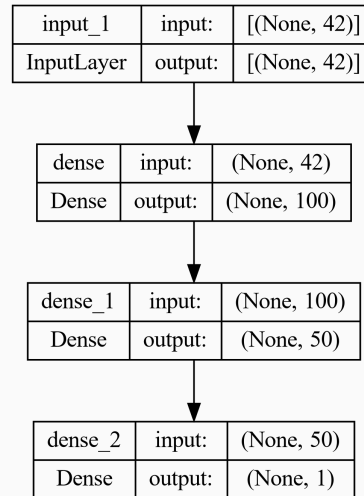 input_1 input: [(None, 42)]
InputLayer output: [(None, 42)]
dense input: (None, 42)
Dense output: (None, 100)
dense_1 input: (None, 100)
Dense output: (None, 50)
dense_2 input: (None, 50)
Dense output: (None, 1)